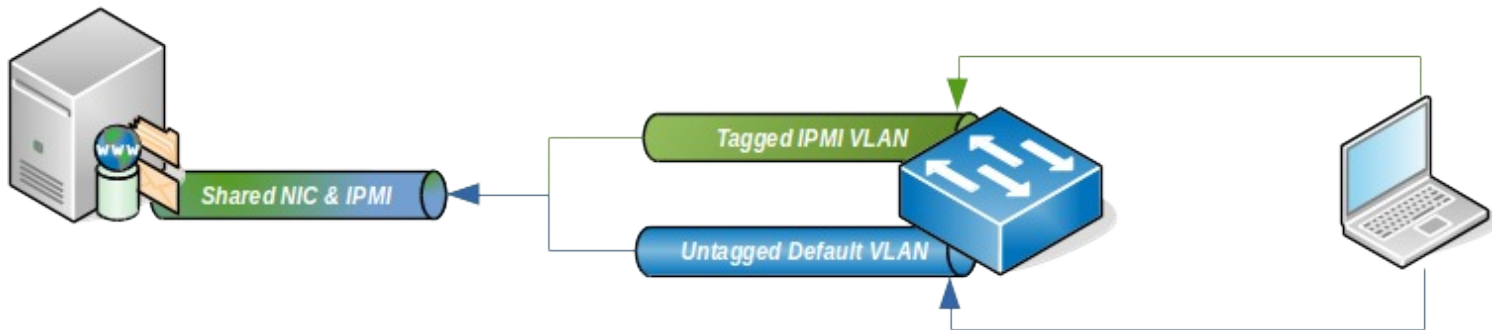 Tagged IPMI VLAN
www
Shared NIC & IPMI
Untagged Default VLAN